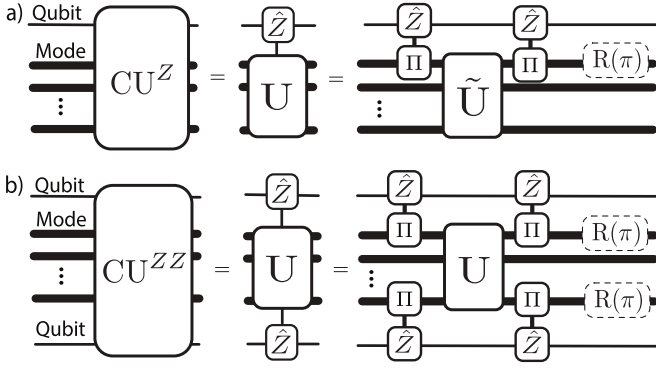 a) Qubit
Mode
⋮
CU^Z
=
Ẑ
U
=
Ẑ Ẑ
Π Π R(π)
⋮
Ũ
b) Qubit
Mode
⋮
CU^{ZZ}
Qubit
=
Ẑ
U
Ẑ
=
Ẑ Ẑ
Π Π R(π)
⋮
U
Π Π R(π)
Ẑ Ẑ